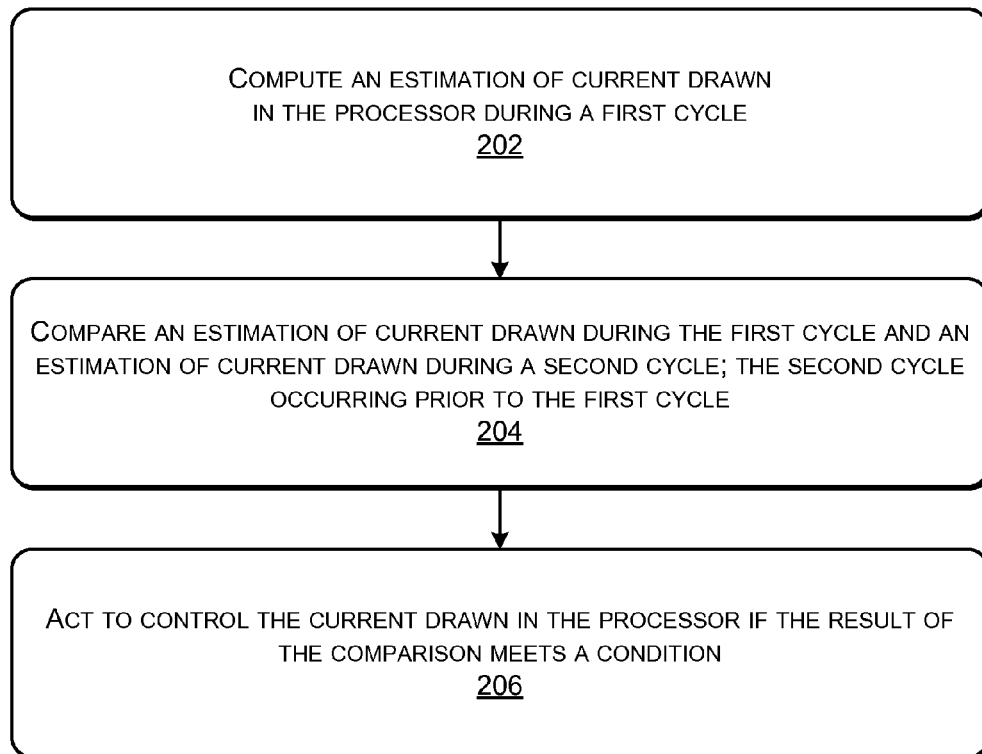 COMPUTE AN ESTIMATION OF CURRENT DRAWN
IN THE PROCESSOR DURING A FIRST CYCLE
202
COMPARE AN ESTIMATION OF CURRENT DRAWN DURING THE FIRST CYCLE AND AN
ESTIMATION OF CURRENT DRAWN DURING A SECOND CYCLE; THE SECOND CYCLE
OCCURRING PRIOR TO THE FIRST CYCLE
204
ACT TO CONTROL THE CURRENT DRAWN IN THE PROCESSOR IF THE RESULT OF
THE COMPARISON MEETS A CONDITION
206